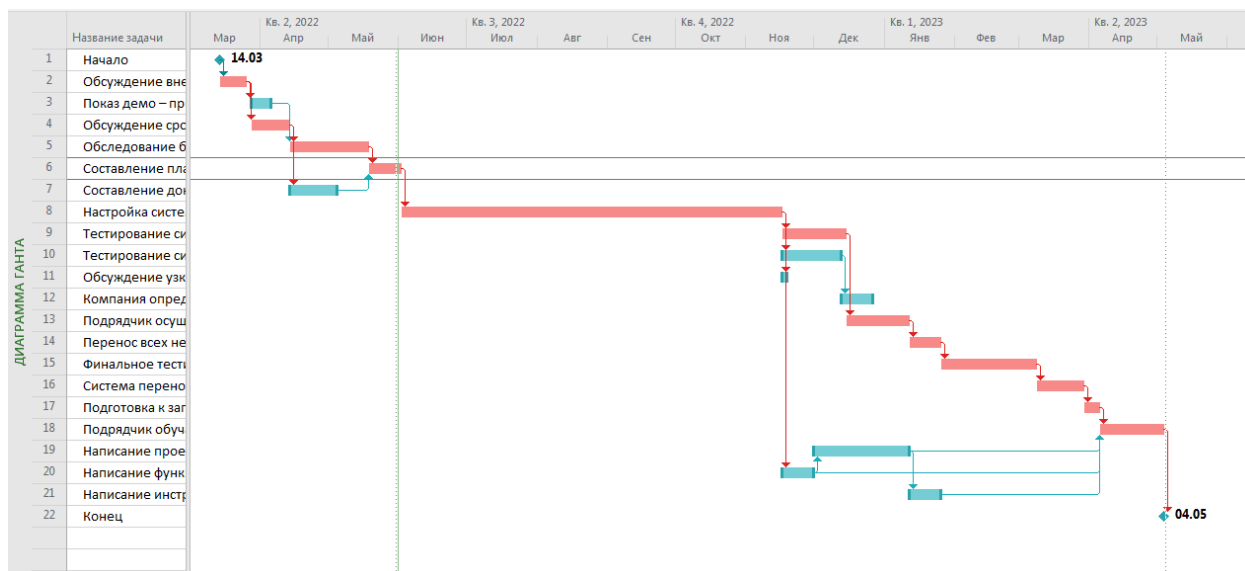 Кв. 2, 2022 Кв. 3, 2022 Кв. 4, 2022 Кв. 1, 2023 Кв. 2, 2023
Название задачи Мар Апр Май Июн Июл Авг Сен Окт Ноя Дек Янв Фев Мар Апр Май
ДИАГРАММА ГАНТА
1 Начало 14.03
2 Обсуждение вне
3 Показ демо – пр
4 Обсуждение сро
5 Обследование б
6 Составление пла
7 Составление док
8 Настройка систе
9 Тестирование си
10 Тестирование си
11 Обсуждение узк
12 Компания опред
13 Подрядчик осущ
14 Перенос всех не
15 Финальное тести
16 Система перено
17 Подготовка к зап
18 Подрядчик обуч
19 Написание прое
20 Написание функ
21 Написание инстр
22 Конец 04.05